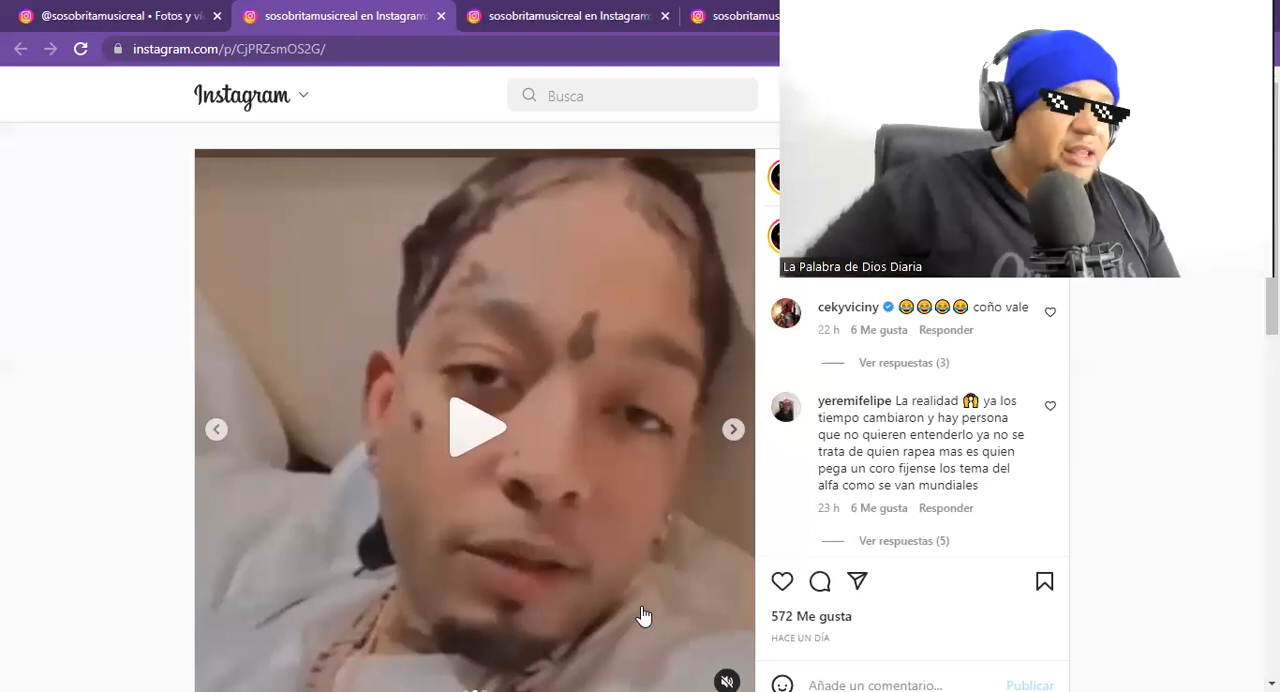 @sosobritamusicreal • Fotos y ví
sosobritamusicreal en Instagram:
sosobritamusicreal en Instagram:
sosobritamus
instagram.com/p/CjPRZsmOS2G/
Instagram
Busca
La Palabra de Dios Diaria
cekyviciny 😂😂😂😂 coño vale
22 h 6 Me gusta Responder
Ver respuestas (3)
yeremifelipe La realidad 🙌 ya los
tiempo cambiaron y hay persona
que no quieren entenderlo ya no se
trata de quien rapea mas es quien
pega un coro fijense los tema del
alfa como se van mundiales
23 h 6 Me gusta Responder
Ver respuestas (5)
572 Me gusta
HACE UN DÍA
Añade un comentario...
Publicar